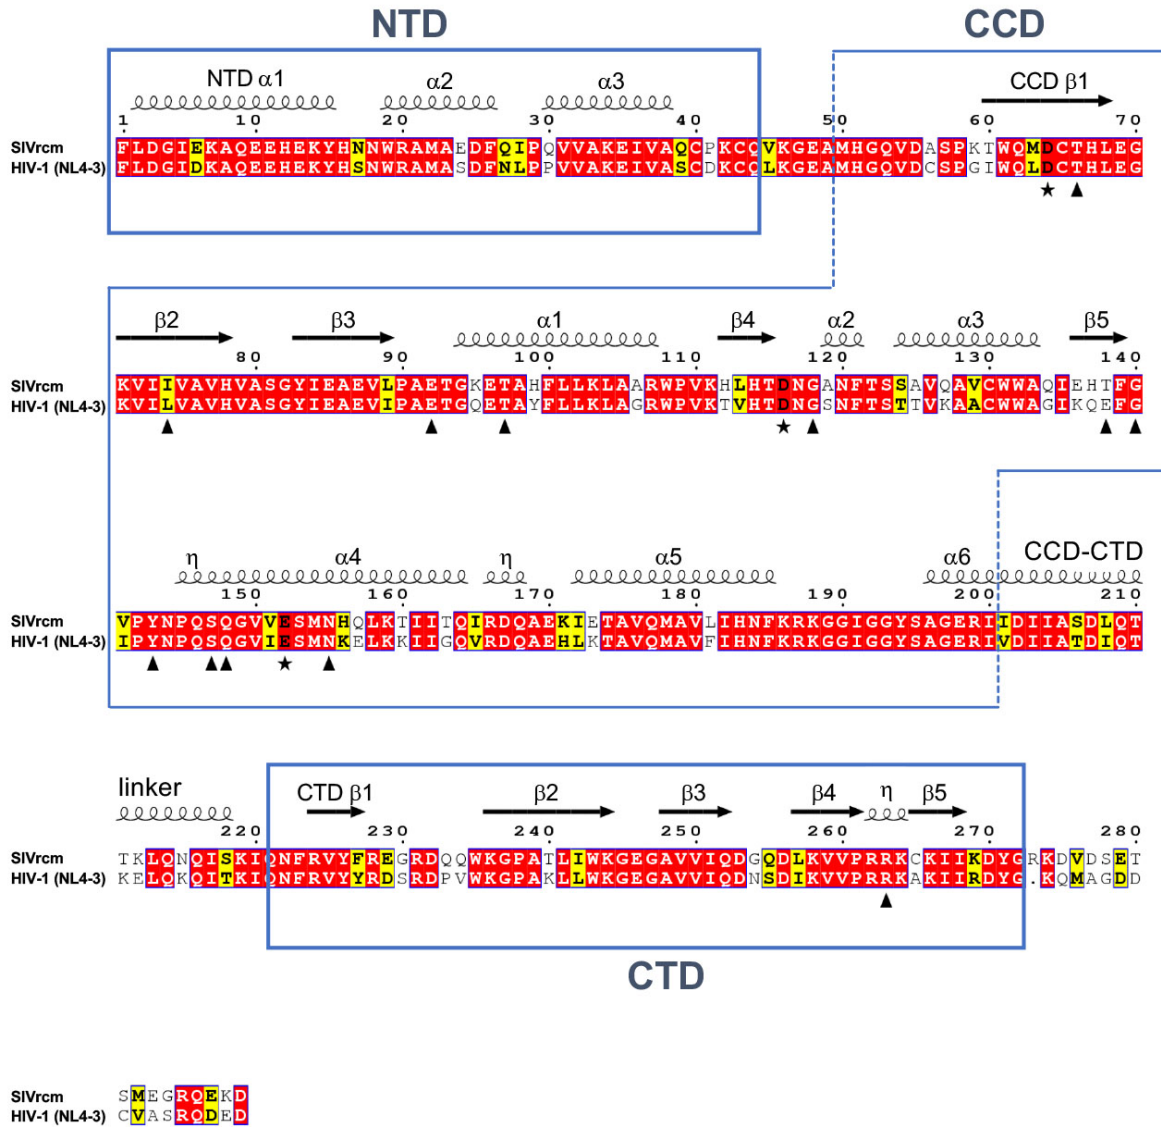 NTD
CCD
NTD α1 α2 α3 CCD β1
1 10 20 30 40 50 60 70
SIVrcm FLDGIEKAQEEHEKYHNNWRAMAEDFQIPQVVAKEIVAQCPKCQVKGEAMHGQVDASPKTWQMDCTHLEG
HIV-1 (NL4-3) FLDGIDKAQEEHEKYHSNWRAMASDFNLPPVVAKEIVASCDKCQLKGEAMHGQVDCSPGIWQLDCTHLEG
β2 β3 α1 β4 α2 α3 β5
80 90 100 110 120 130 140
SIVrcm KVIIVAVHVASGYIEAEVLPAETGKETAHFLLKLAARWPVKHLHTDNGANFTSSAVQAVCWWAQIEHTFG
HIV-1 (NL4-3) KVILVAVHVASGYIEAEVIPAETGQETAYFLLKLAGRWPVKTVHTDNGSNFTSTTVKAACWWAGIKQEFG
η α4 η α5 α6 CCD-CTD
150 160 170 180 190 200 210
SIVrcm VPYNPQSQGVVESMNHQLKTIITQIRDQAEKIETAVQMAVLIHNFKRKGGIGGYSAGERIIDIIASDLQT
HIV-1 (NL4-3) IPYNPQSQGVIESMNKELKKIIGQVRDQAEHLKTAVQMAVFIHNFKRKGGIGGYSAGERIVDIIATDIQT
linker CTD β1 β2 β3 β4 η β5
220 230 240 250 260 270 280
SIVrcm TKLQNQISKIQNFRVYFREGRDQQWKGPATLIWKGEGAVVIQDGQDLKVVPRRKCKIIKDYGRKDVDSET
HIV-1 (NL4-3) KELQKQITKIQNFRVYYRDSRDPVWKGPAKLLWKGEGAVVIQDNSDIKVVPRRKAKIIRDYG.KQMAGDD
CTD
SIVrcm SMEGRQEKD
HIV-1 (NL4-3) CVASRQDED